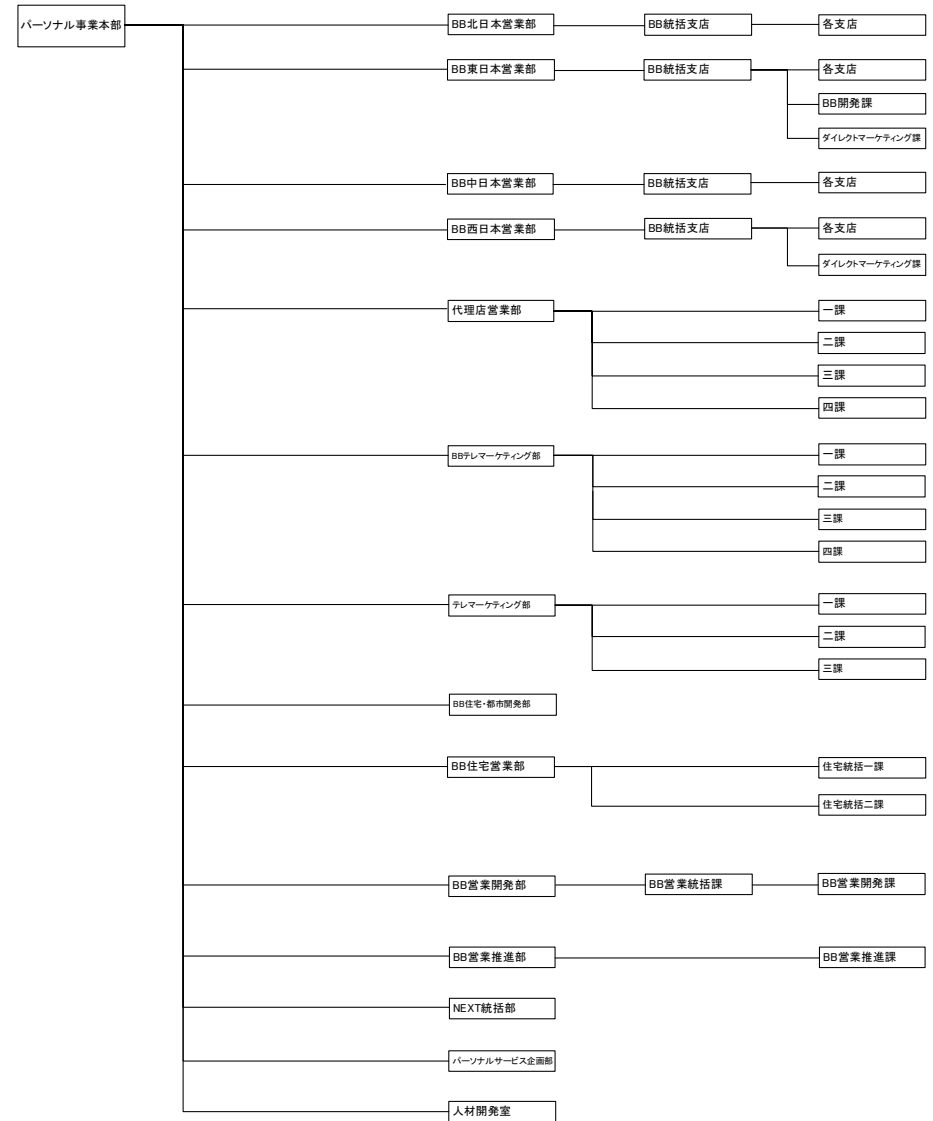 パーソナル事業本部
BB北日本営業部
BB統括支店
各支店
BB東日本営業部
BB統括支店
各支店
BB開発課
ダイレクトマーケティング課
BB中日本営業部
BB統括支店
各支店
BB西日本営業部
BB統括支店
各支店
ダイレクトマーケティング課
代理店営業部
一課
二課
三課
四課
BBテレマーケティング部
一課
二課
三課
四課
テレマーケティング部
一課
二課
三課
BB住宅・都市開発部
BB住宅営業部
住宅統括一課
住宅統括二課
BB営業開発部
BB営業統括課
BB営業開発課
BB営業推進部
BB営業推進課
NEXT統括部
パーソナルサービス企画部
人材開発室